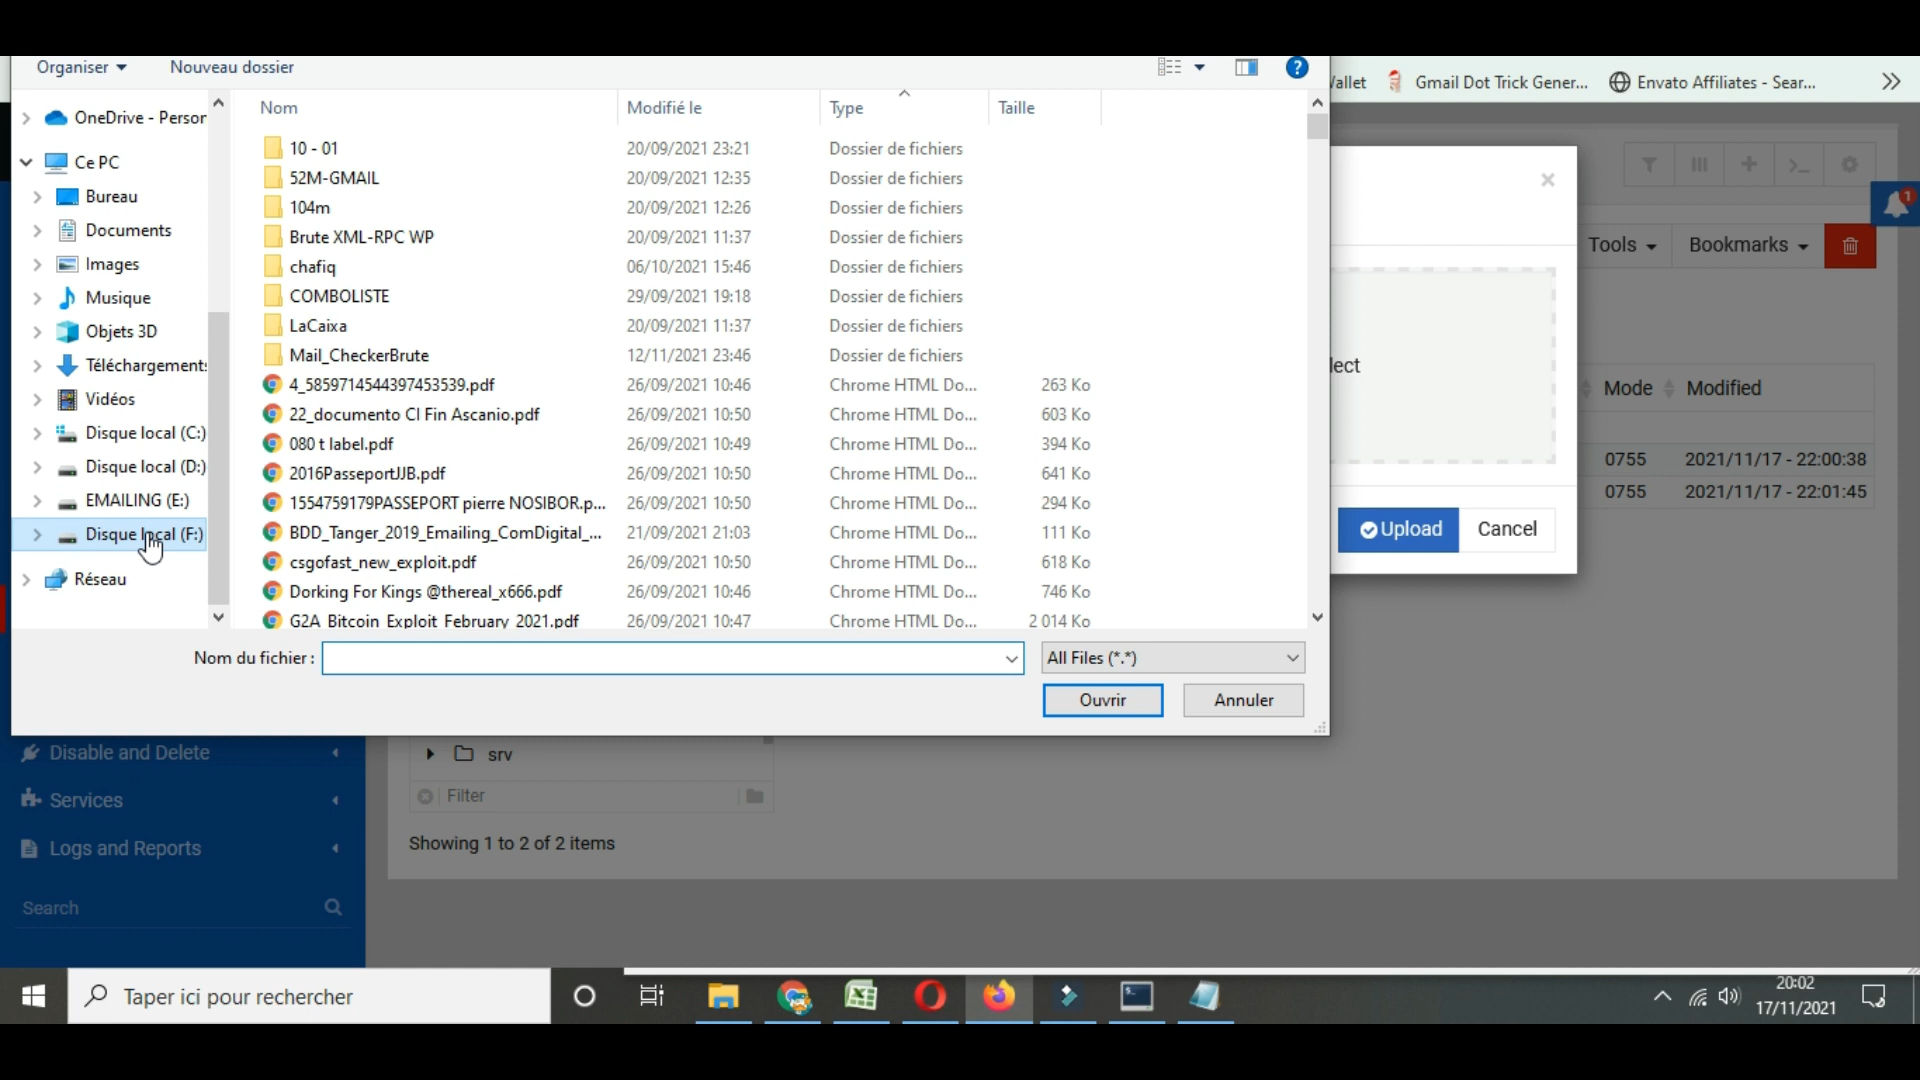 Organiser Nouveau dossier
Gmail Dot Trick Gener... Envato Affiliates - Sear...
OneDrive - Person
Ce PC
Bureau
Documents
Images
Musique
Objets 3D
Téléchargements
Vidéos
Disque local (C:)
Disque local (D:)
EMAILING (E:)
Disque local (F:)
Réseau
Nom Modifié le Type Taille
10 - 01 20/09/2021 23:21 Dossier de fichiers
52M-GMAIL 20/09/2021 12:35 Dossier de fichiers
104m 20/09/2021 12:26 Dossier de fichiers
Brute XML-RPC WP 20/09/2021 11:37 Dossier de fichiers
chafiq 06/10/2021 15:46 Dossier de fichiers
COMBOLISTE 29/09/2021 19:18 Dossier de fichiers
LaCaixa 20/09/2021 11:37 Dossier de fichiers
Mail_CheckerBrute 12/11/2021 23:46 Dossier de fichiers
4_5859714544397453539.pdf 26/09/2021 10:46 Chrome HTML Do... 263 Ko
22_documento CI Fin Ascanio.pdf 26/09/2021 10:50 Chrome HTML Do... 603 Ko
080 t label.pdf 26/09/2021 10:49 Chrome HTML Do... 394 Ko
2016PasseportJJB.pdf 26/09/2021 10:50 Chrome HTML Do... 641 Ko
1554759179PASSEPORT pierre NOSIBOR.p... 26/09/2021 10:50 Chrome HTML Do... 294 Ko
BDD_Tanger_2019_Emailing_ComDigital_... 21/09/2021 21:03 Chrome HTML Do... 111 Ko
csgofast_new_exploit.pdf 26/09/2021 10:50 Chrome HTML Do... 618 Ko
Dorking For Kings @thereal_x666.pdf 26/09/2021 10:46 Chrome HTML Do... 746 Ko
G2A Bitcoin Exploit February 2021.pdf 26/09/2021 10:47 Chrome HTML Do... 2 014 Ko
Nom du fichier : All Files (*.*)
Ouvrir Annuler
1
Tools Bookmarks
lect
Mode Modified
0755 2021/11/17 - 22:00:38
0755 2021/11/17 - 22:01:45
Upload Cancel
Disable and Delete
Services
Logs and Reports
Search
srv
Filter
Showing 1 to 2 of 2 items
Taper ici pour rechercher
20:02
17/11/2021